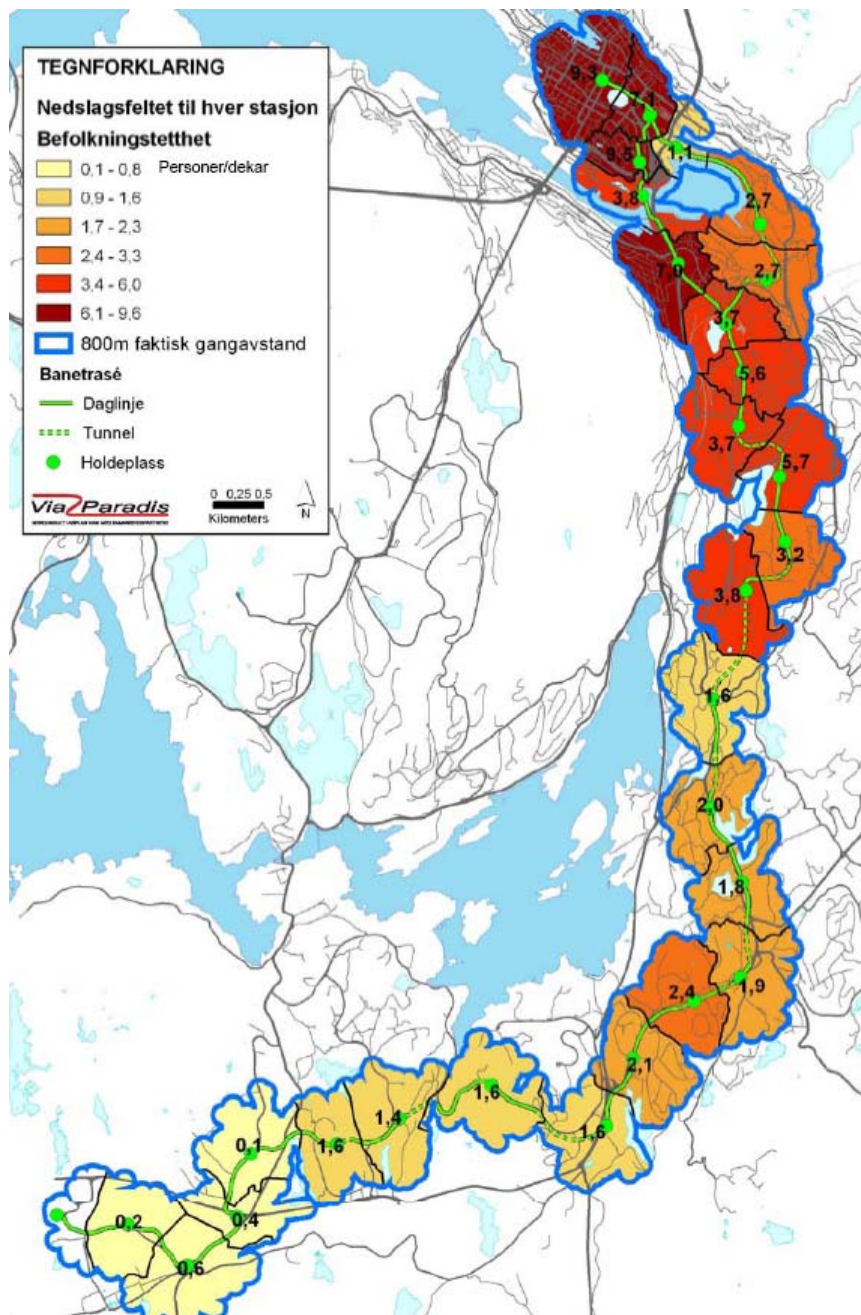 TEGNFORKLARING
Nedslagsfeltet til hver stasjon
Befolkningstetthet
0,1 - 0,8 Personer/dekar
0,9 - 1,6
1,7 - 2,3
2,4 - 3,3
3,4 - 6,0
6,1 - 9,6
800m faktisk gangavstand
Banetrasé
Daglinje
Tunnel
Holdeplass
Via Paradis
0 0,25 0,5
Kilometers
N
7,1
9,5
1,1
3,8
2,7
7,0
2,7
3,7
5,6
3,7
5,7
3,2
3,8
1,6
2,0
1,8
1,9
2,4
2,1
1,6
1,6
1,4
1,6
0,1
0,4
0,2
0,6